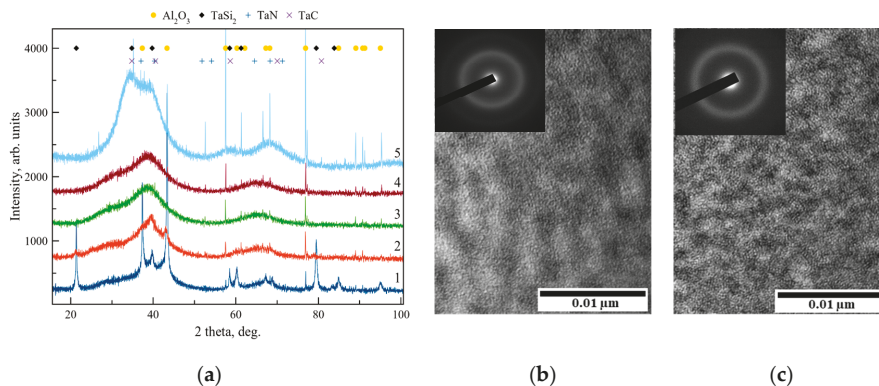 Al₂O₃ TaSi₂ TaN TaC
4000
3000
2000
1000
Intensity, arb. units
5
4
3
2
1
20 40 60 80 100
2 theta, deg.
0.01 µm
0.01 µm
(a) (b) (c)